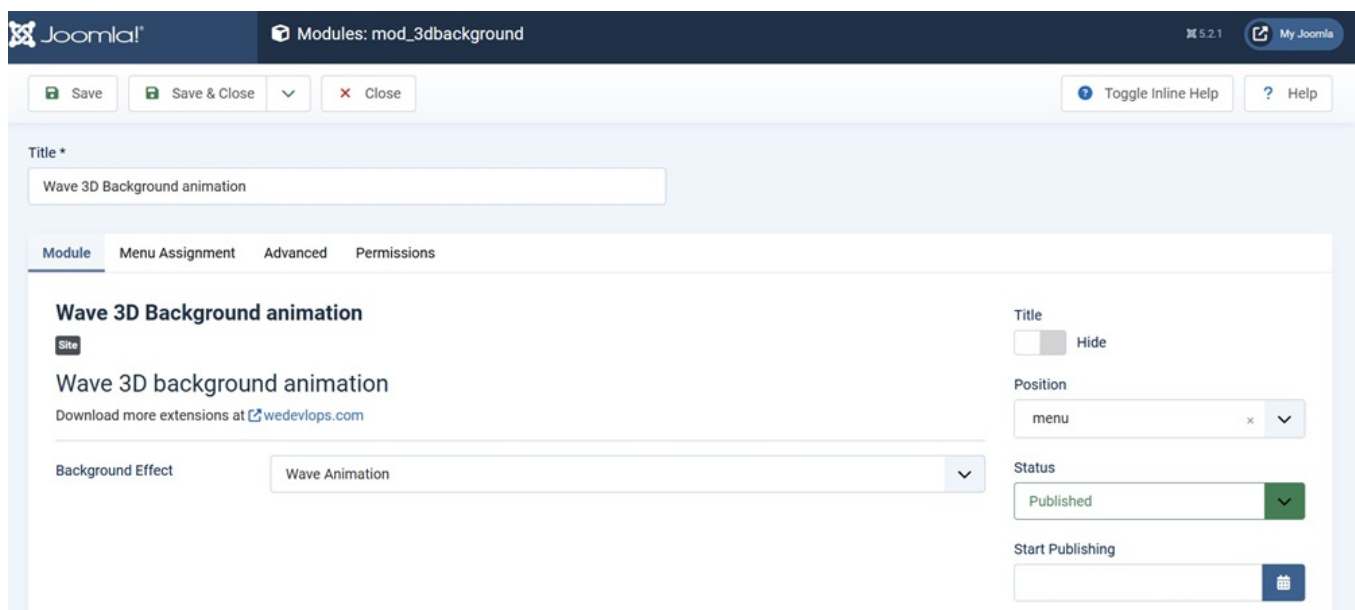 Joomla!®
Modules: mod_3dbackground
5.2.1
My Joomla
Save
Save & Close
Close
Toggle Inline Help
? Help
Title *
Wave 3D Background animation
Module
Menu Assignment
Advanced
Permissions
Wave 3D Background animation
Site
Wave 3D background animation
Download more extensions at wedevlops.com
Background Effect
Wave Animation
Title
Hide
Position
menu
Status
Published
Start Publishing